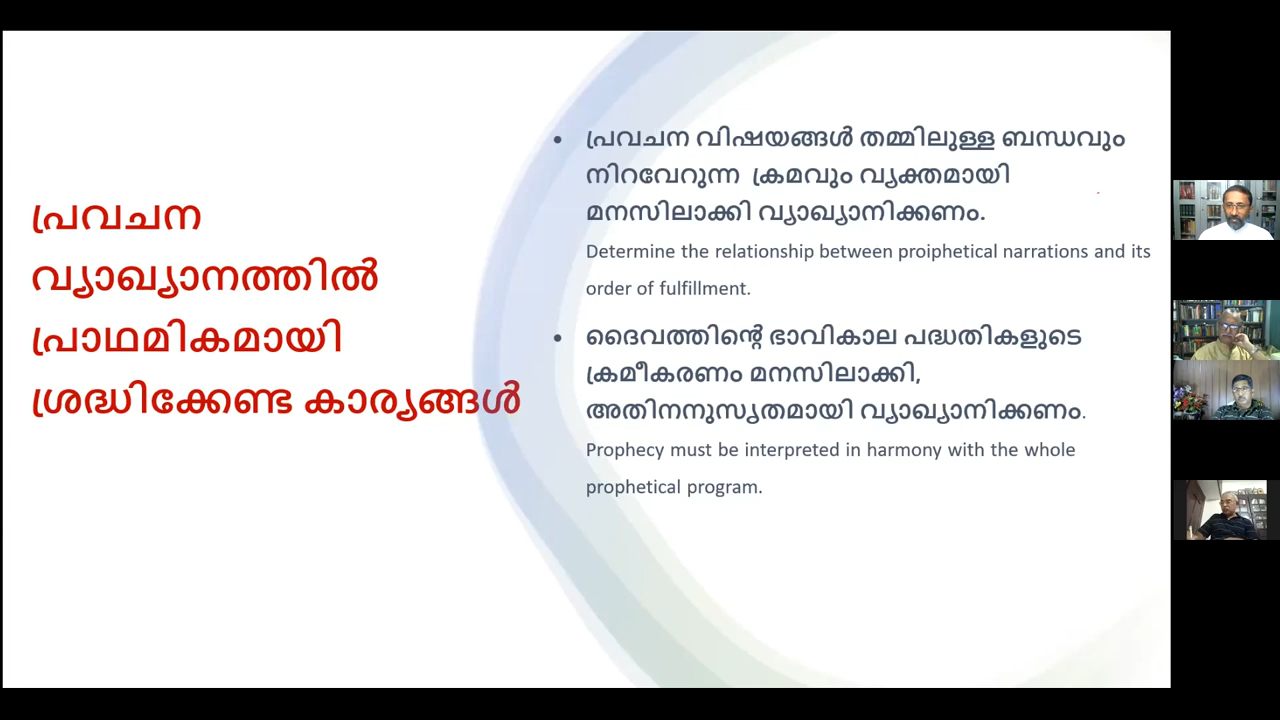 പ്രവചന
വ്യാഖ്യാനത്തിൽ
പ്രാഥമികമായി
ശ്രദ്ധിക്കേണ്ട കാര്യങ്ങൾ
• പ്രവചന വിഷയങ്ങൾ തമ്മിലുള്ള ബന്ധവും
നിറവേറുന്ന ക്രമവും വ്യക്തമായി
മനസിലാക്കി വ്യാഖ്യാനിക്കണം.
Determine the relationship between proiphetical narrations and its
order of fulfillment.
• ദൈവത്തിന്റെ ഭാവികാല പദ്ധതികളുടെ
ക്രമീകരണം മനസിലാക്കി,
അതിനനുസൃതമായി വ്യാഖ്യാനിക്കണം.
Prophecy must be interpreted in harmony with the whole
prophetical program.